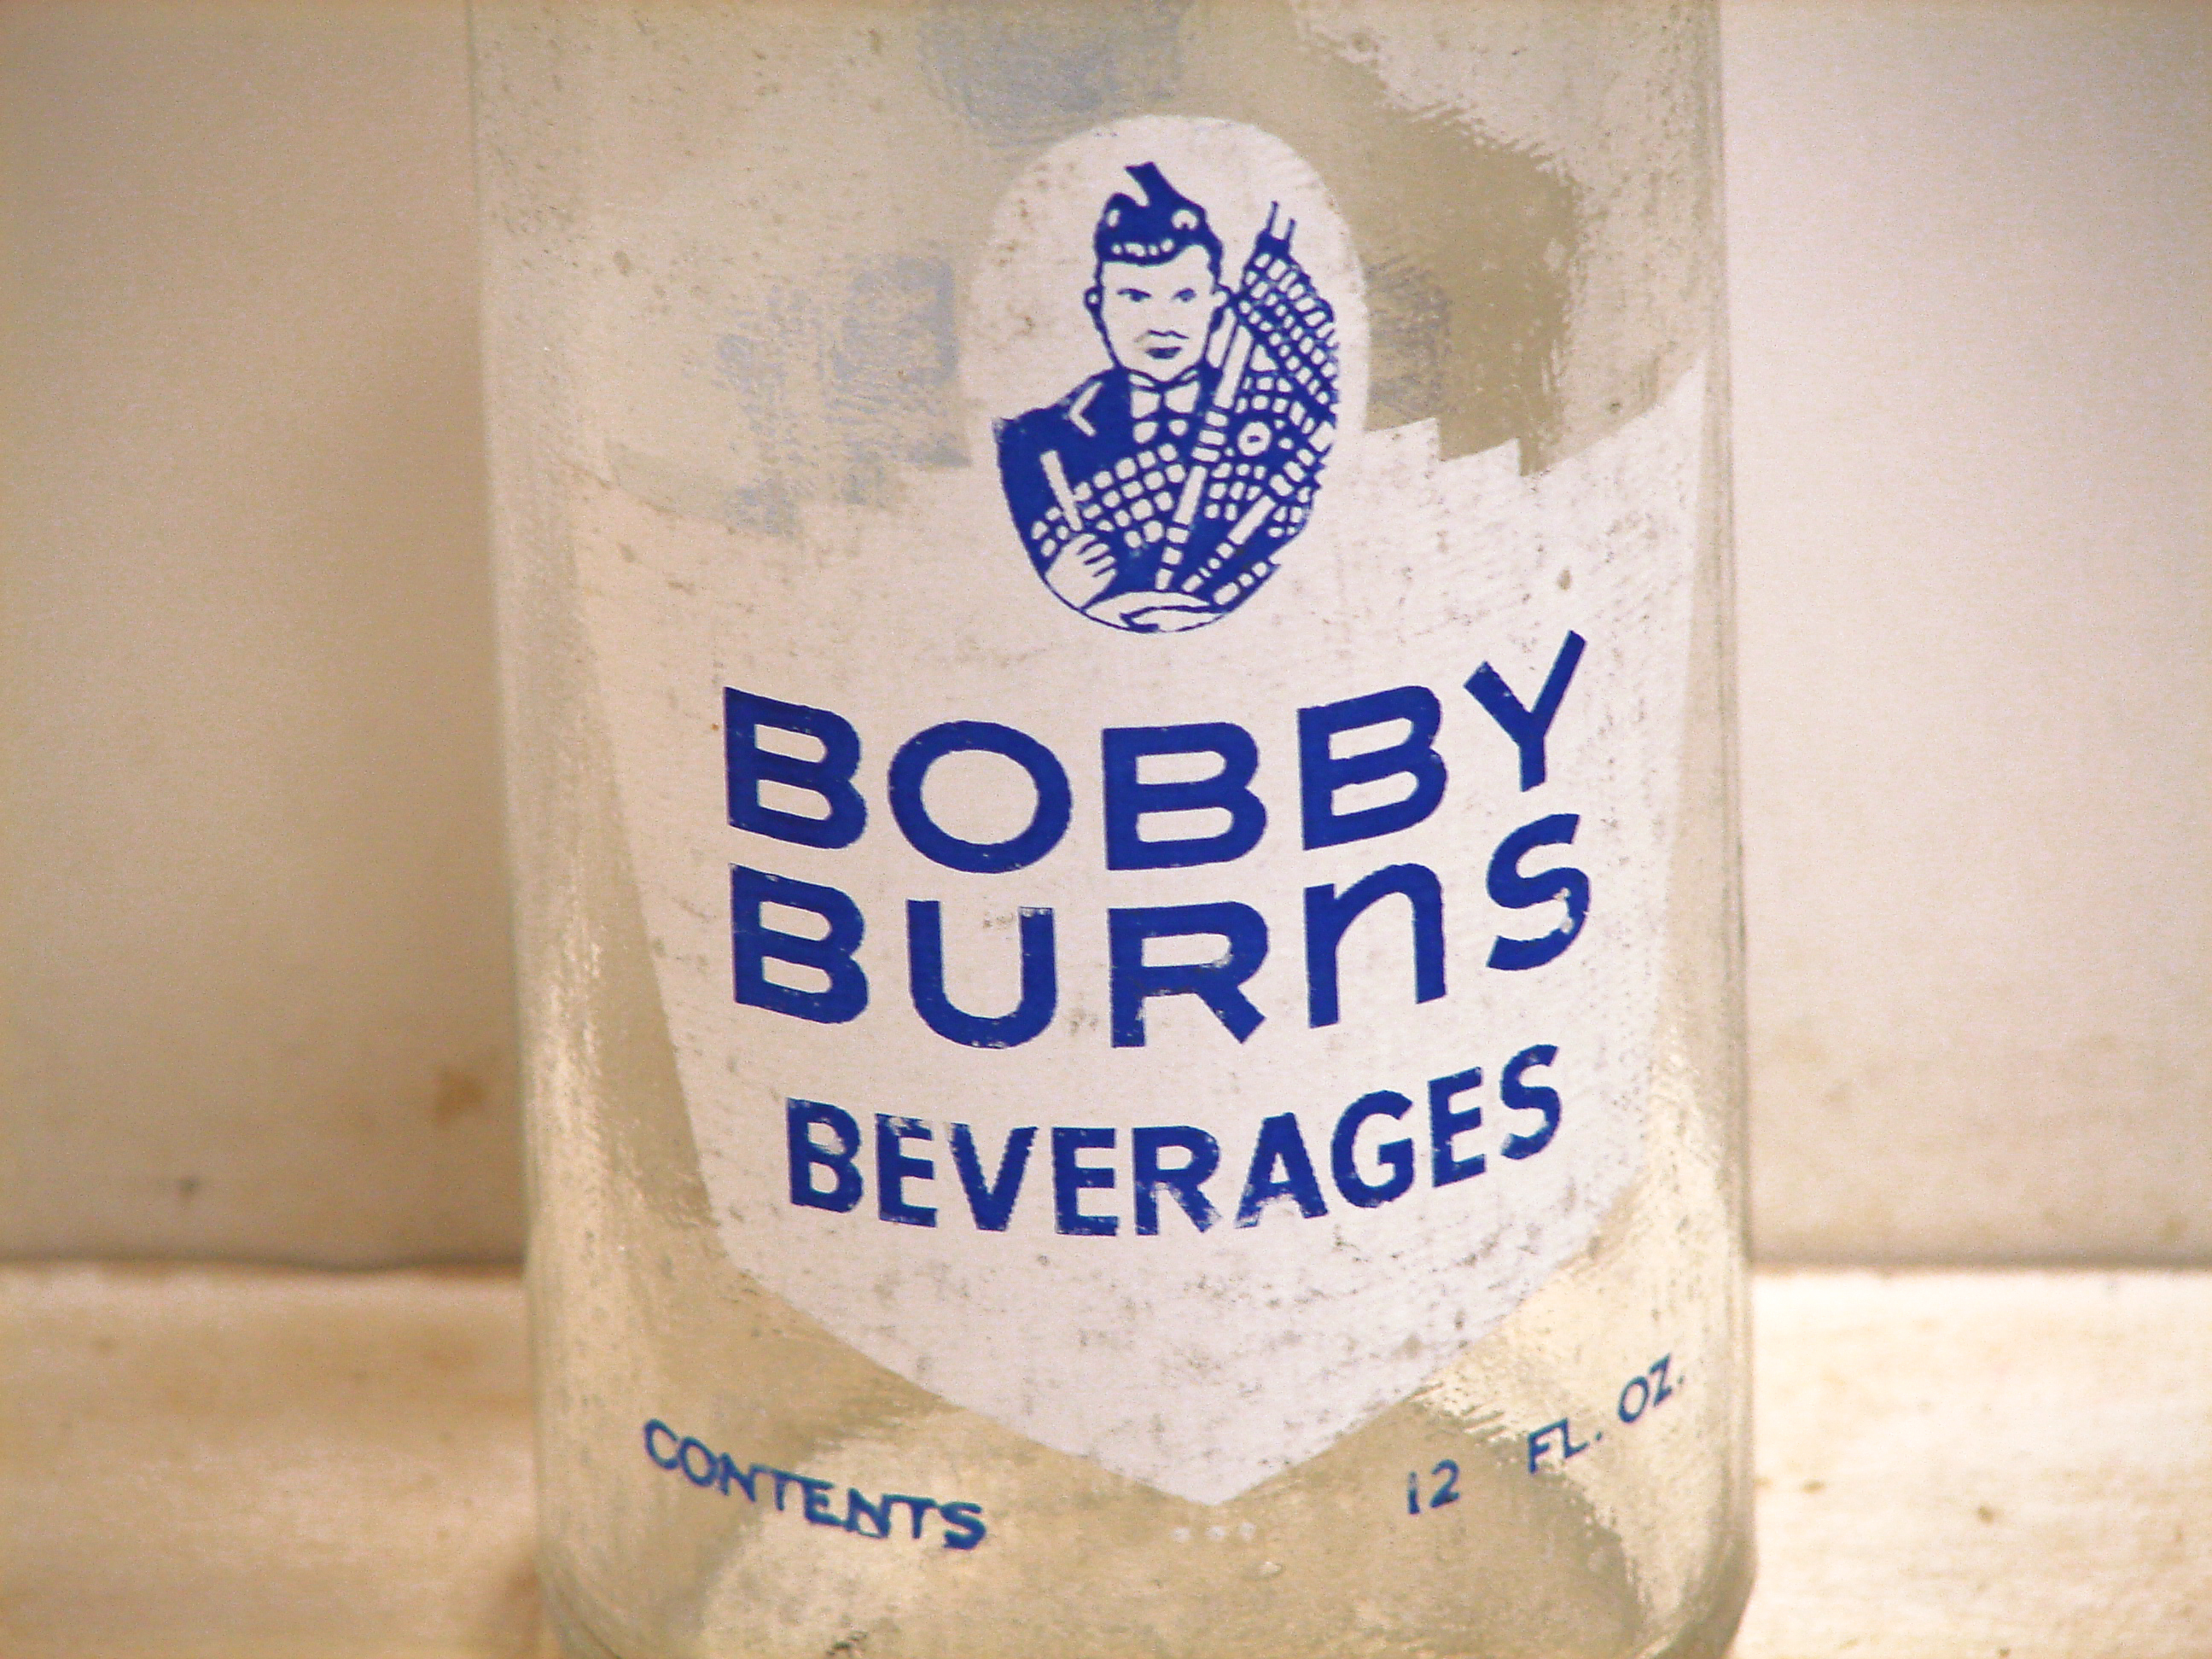 BOBBY
BURnS
BEVERAGES
CONTENTS 12 FL. OZ.